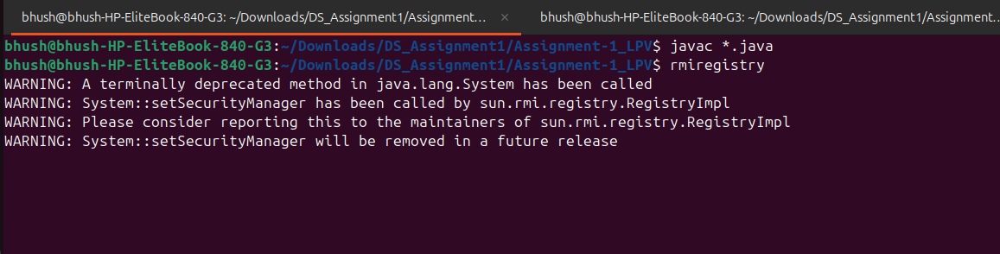 bhush@bhush-HP-EliteBook-840-G3: ~/Downloads/DS_Assignment1/Assignment… × bhush@bhush-HP-EliteBook-840-G3: ~/Downloads/DS_Assignment1/Assignment…
bhush@bhush-HP-EliteBook-840-G3:~/Downloads/DS_Assignment1/Assignment-1_LPV$ javac *.java
bhush@bhush-HP-EliteBook-840-G3:~/Downloads/DS_Assignment1/Assignment-1_LPV$ rmiregistry
WARNING: A terminally deprecated method in java.lang.System has been called
WARNING: System::setSecurityManager has been called by sun.rmi.registry.RegistryImpl
WARNING: Please consider reporting this to the maintainers of sun.rmi.registry.RegistryImpl
WARNING: System::setSecurityManager will be removed in a future release